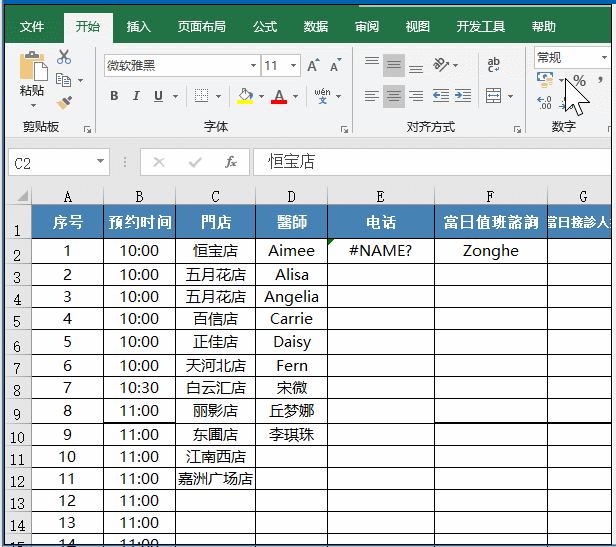 文件 开始 插入 页面布局 公式 数据 审阅 视图 开发工具 帮助
微软雅黑 11 A A ab 常规
粘贴 B I U A wén 文 % ,
剪贴板 字体 对齐方式 数字
C2 fx 恒宝店
A B C D E F G
1 序号 预约时间 門店 醫師 电话 當日值班諮詢 當日接診人
2 1 10:00 恒宝店 Aimee #NAME? Zonghe
3 2 10:00 五月花店 Alisa
4 3 10:00 五月花店 Angelia
5 4 10:00 百信店 Carrie
6 5 10:00 正佳店 Daisy
7 6 10:00 天河北店 Fern
8 7 10:30 白云汇店 宋微
9 8 11:00 丽影店 丘梦娜
10 9 11:00 东圃店 李琪珠
11 10 11:00 江南西店
12 11 11:00 嘉洲广场店
13 12 11:00
14 13 11:00
15 14 11:00